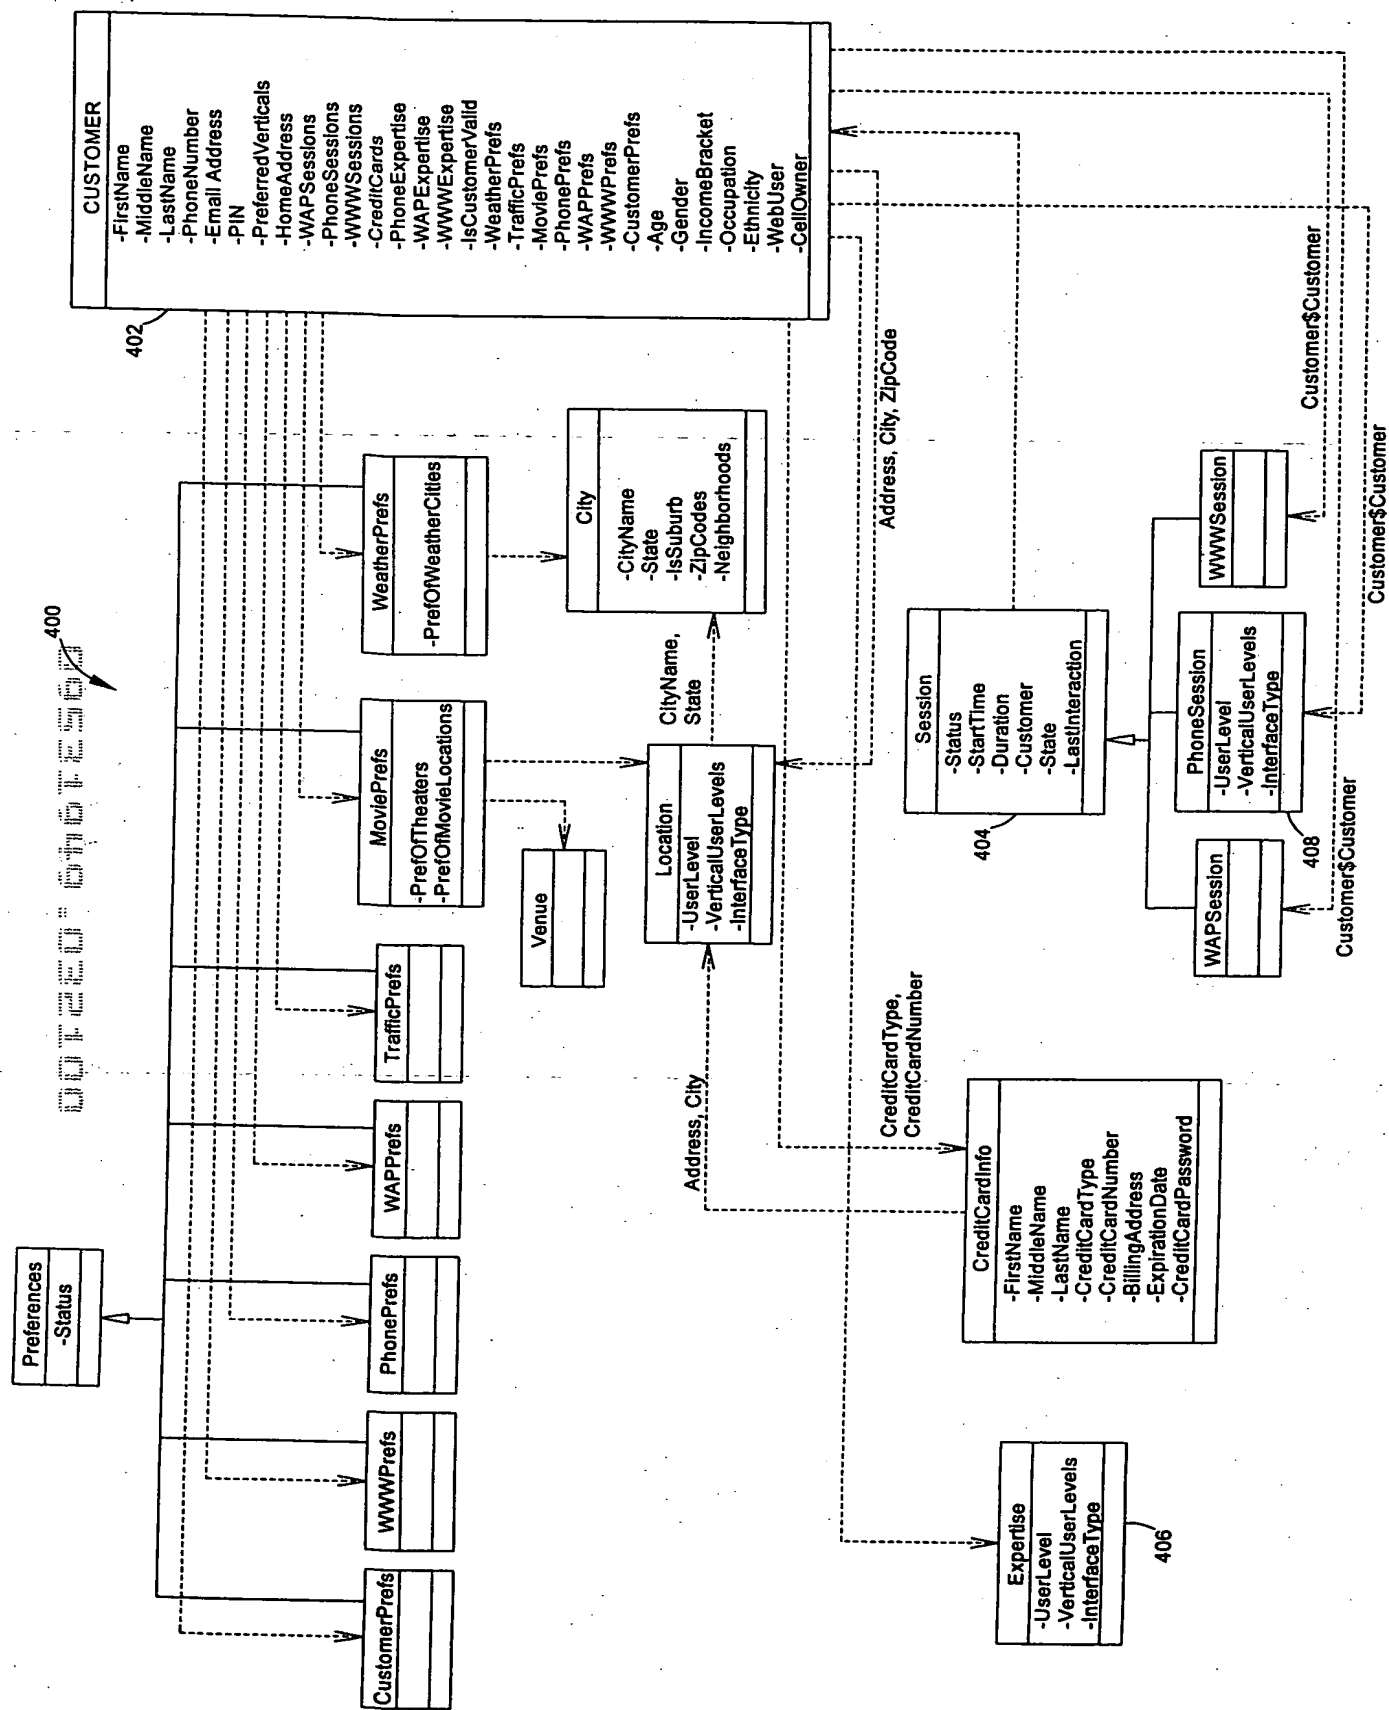 400
Preferences
-Status
CustomerPrefs
WWWPrefs
PhonePrefs
WAPPrefs
TrafficPrefs
MoviePrefs
-PrefOfTheaters
-PrefOfMovieLocations
WeatherPrefs
-PrefOfWeatherCities
CUSTOMER
-FirstName
-MiddleName
-LastName
-PhoneNumber
-Email Address
-PIN
-PreferredVerticals
-HomeAddress
-WAPSessions
-PhoneSessions
-WWWSessions
-CreditCards
-PhoneExpertise
-WAPExpertise
-WWWExpertise
-IsCustomerValid
-WeatherPrefs
-TrafficPrefs
-MoviePrefs
-PhonePrefs
-WAPPrefs
-WWWPrefs
-CustomerPrefs
-Age
-Gender
-IncomeBracket
-Occupation
-Ethnicity
-WebUser
-CellOwner
402
Venue
City
-CityName
-State
-IsSuburb
-ZipCodes
-Neighborhoods
CityName,
State
Location
-UserLevel
-VerticalUserLevels
-InterfaceType
Address, City
Address, City, ZipCode
CreditCardType,
CreditCardNumber
CreditCardInfo
-FirstName
-MiddleName
-LastName
-CreditCardType
-CreditCardNumber
-BillingAddress
-ExpirationDate
-CreditCardPassword
Expertise
-UserLevel
-VerticalUserLevels
-InterfaceType
406
Session
-Status
-StartTime
-Duration
-Customer
-State
-LastInteraction
404
WAPSession
PhoneSession
-UserLevel
-VerticalUserLevels
-InterfaceType
408
WWWSession
Customer$Customer
Customer$Customer
Customer$Customer